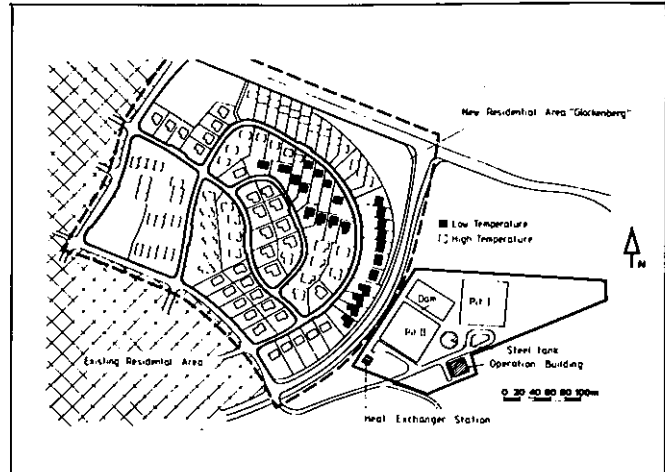 New Residential Area "Glockenberg"
Low Temperature
High Temperature
N
Dam
Pit I
Pit II
Steel tank
Operation Building
Existing Residental Area
0 20 40 60 80 100m
Heat Exchanger Station